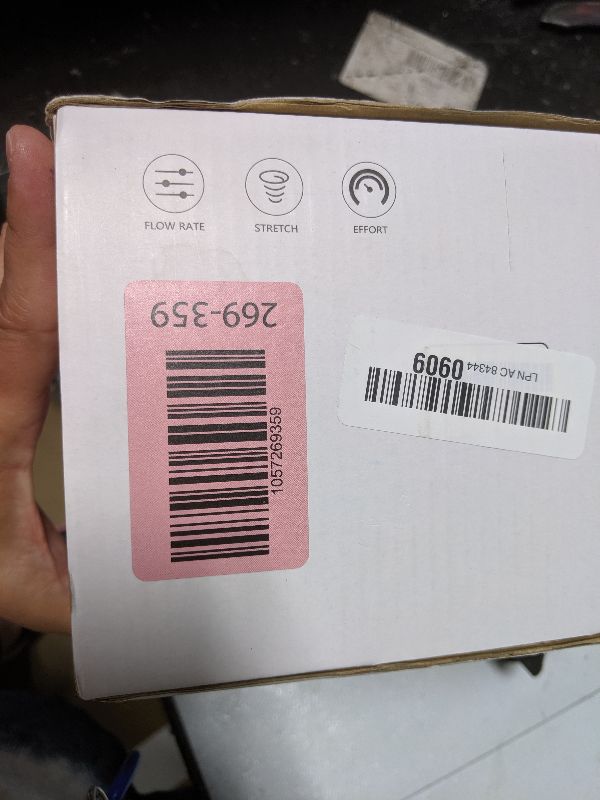 FLOW RATE
STRETCH
EFFORT
269-359
1057269359
LPN AC 84344 0909